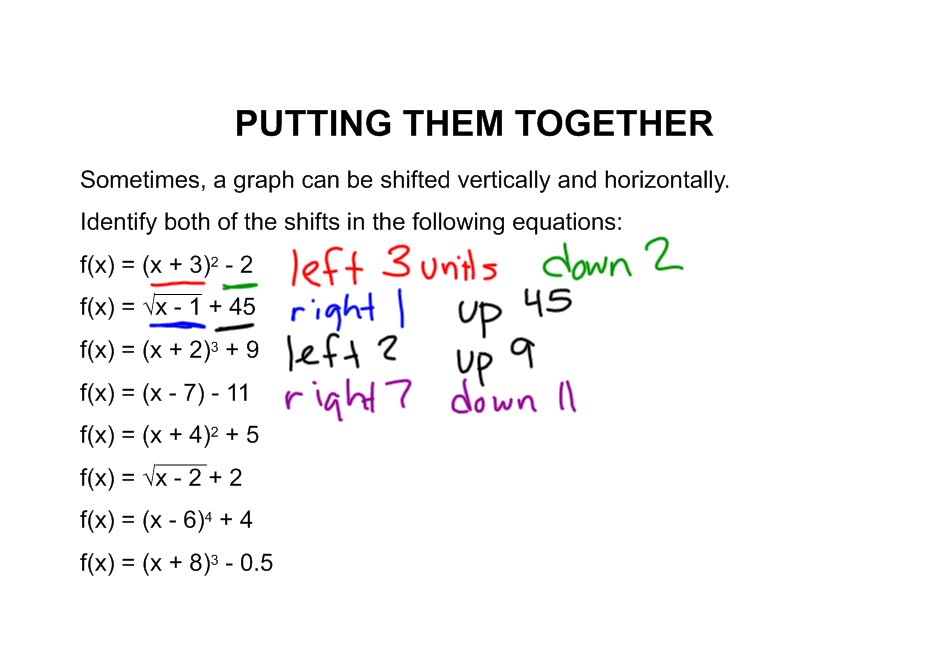 PUTTING THEM TOGETHER
Sometimes, a graph can be shifted vertically and horizontally.
Identify both of the shifts in the following equations:
f(x) = (x + 3)² - 2 left 3 units down 2
f(x) = √x - 1 + 45 right 1 up 45
f(x) = (x + 2)³ + 9 left 2 up 9
f(x) = (x - 7) - 11 right 7 down 11
f(x) = (x + 4)² + 5
f(x) = √x - 2 + 2
f(x) = (x - 6)⁴ + 4
f(x) = (x + 8)³ - 0.5